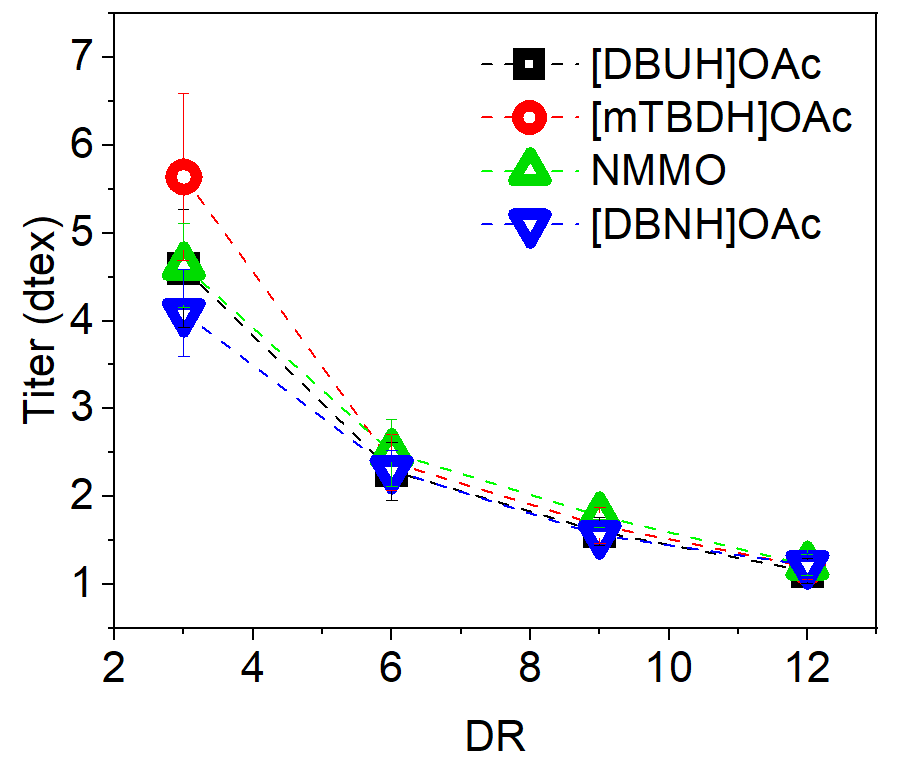 7
6
5
4
3
2
1
Titer (dtex)
[DBUH]OAc
[mTBDH]OAc
NMMO
[DBNH]OAc
2 4 6 8 10 12
DR